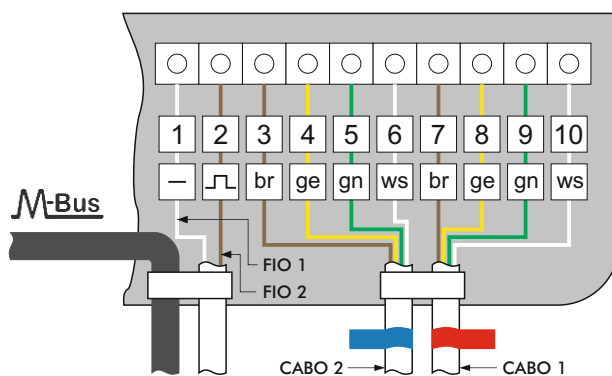 1 2 3 4 5 6 7 8 9 10
— br ge gn ws br ge gn ws
M-Bus
FIO 1
FIO 2
CABO 2 CABO 1